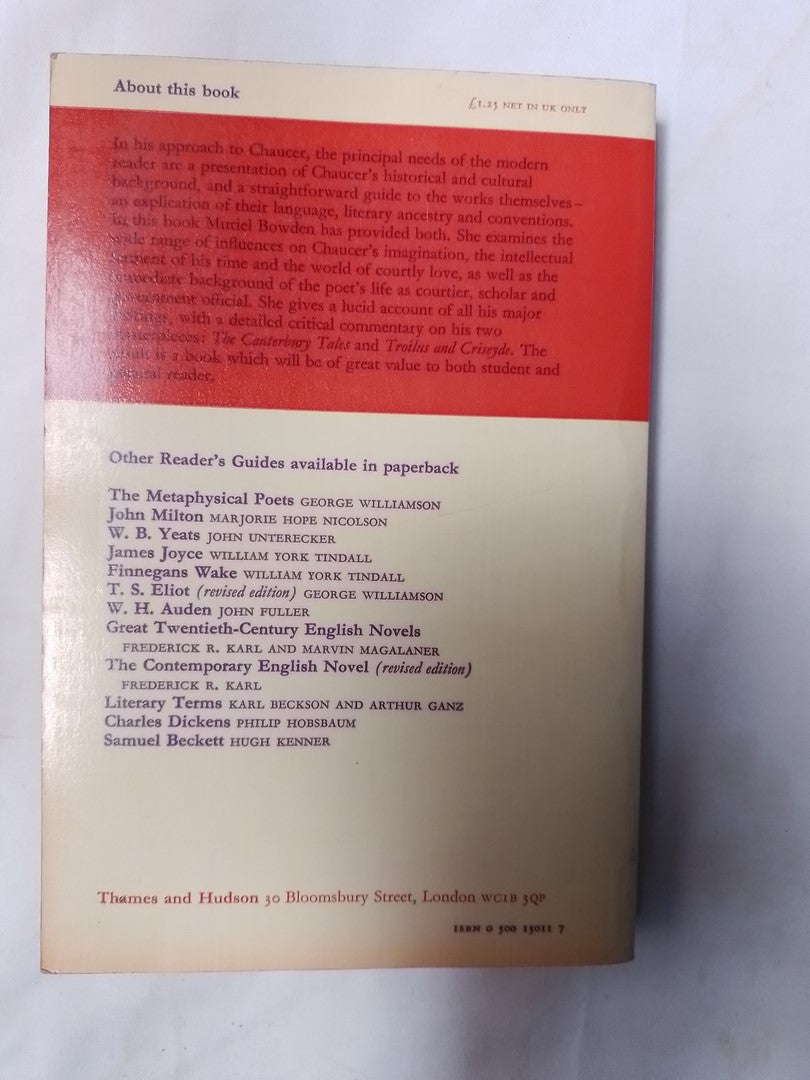 About this book
£1.25 NET IN UK ONLY
In his approach to Chaucer, the principal needs of the modern
reader are a presentation of Chaucer's historical and cultural
background, and a straightforward guide to the works themselves–
an explication of their language, literary ancestry and conventions.
In this book Muriel Bowden has provided both. She examines the
wide range of influences on Chaucer's imagination, the intellectual
ferment of his time and the world of courtly love, as well as the
immediate background of the poet's life as courtier, scholar and
government official. She gives a lucid account of all his major
writings, with a detailed critical commentary on his two
masterpieces: The Canterbury Tales and Troilus and Criseyde. The
result is a book which will be of great value to both student and
general reader.
Other Reader's Guides available in paperback
The Metaphysical Poets GEORGE WILLIAMSON
John Milton MARJORIE HOPE NICOLSON
W. B. Yeats JOHN UNTERECKER
James Joyce WILLIAM YORK TINDALL
Finnegans Wake WILLIAM YORK TINDALL
T. S. Eliot (revised edition) GEORGE WILLIAMSON
W. H. Auden JOHN FULLER
Great Twentieth-Century English Novels
FREDERICK R. KARL AND MARVIN MAGALANER
The Contemporary English Novel (revised edition)
FREDERICK R. KARL
Literary Terms KARL BECKSON AND ARTHUR GANZ
Charles Dickens PHILIP HOBSBAUM
Samuel Beckett HUGH KENNER
Thames and Hudson 30 Bloomsbury Street, London WC1B 3QP
ISBN 0 500 15011 7